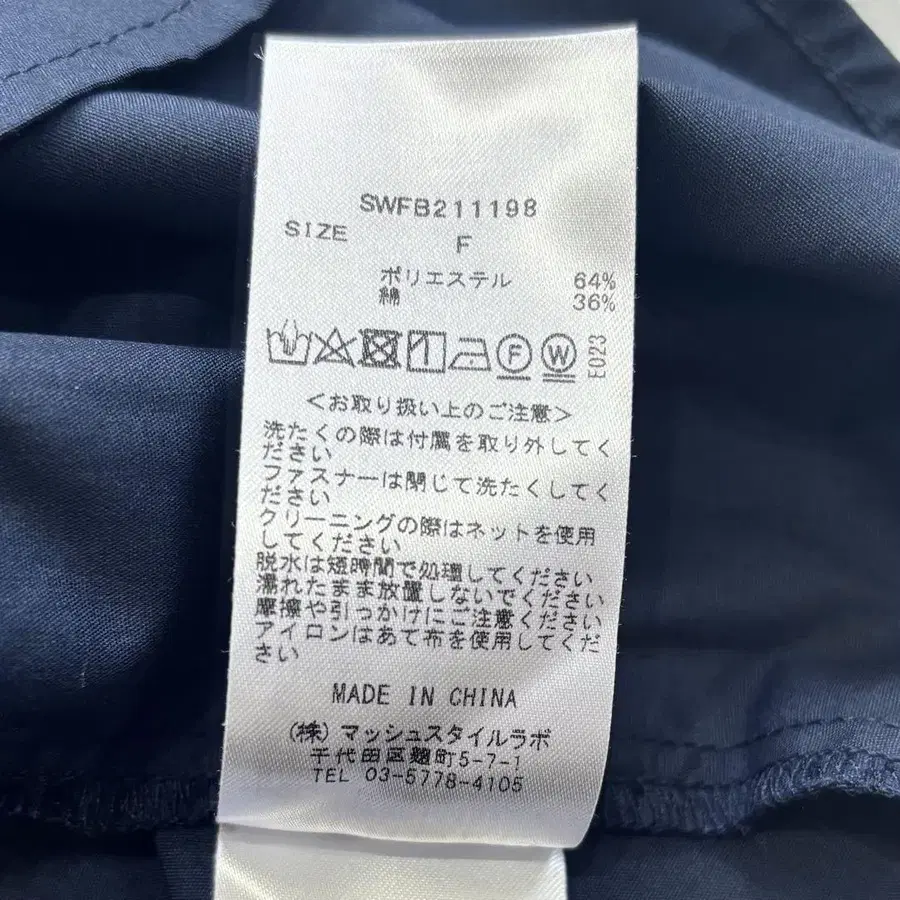 SWFB211198
SIZE F
ポリエステル 64%
綿 36%
F W E023
<お取り扱い上のご注意>
洗たくの際は付属を取り外してく
ださい
ファスナーは閉じて洗たくしてく
ださい
クリーニングの際はネットを使用
してください
脱水は短時間で処理してください
濡れたまま放置しないでください
摩擦や引っかけにご注意ください
アイロンはあて布を使用してくだ
さい
MADE IN CHINA
(株)マッシュスタイルラボ
千代田区麹町5-7-1
TEL 03-5778-4105